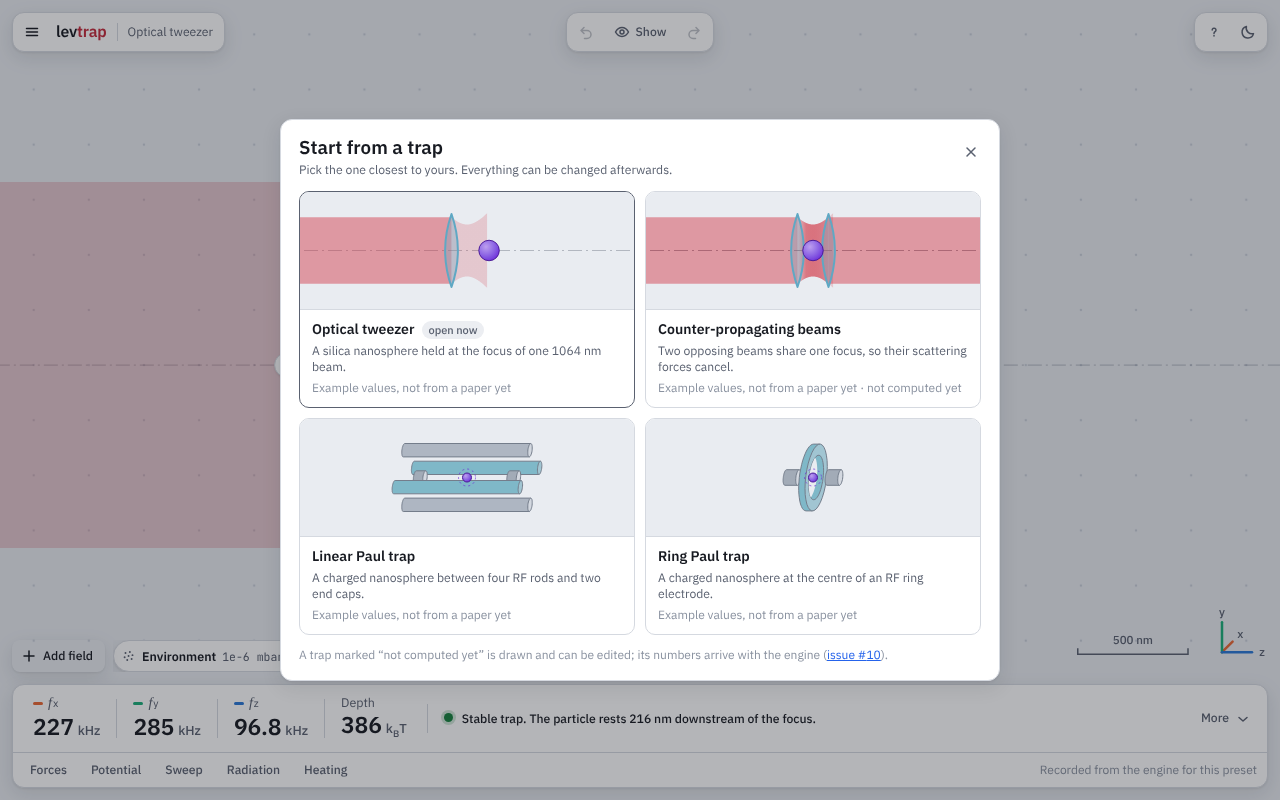 levtrap
Optical tweezer
Show
?
Start from a trap
Pick the one closest to yours. Everything can be changed afterwards.
Optical tweezer
open now
A silica nanosphere held at the focus of one 1064 nm
beam.
Example values, not from a paper yet
Counter-propagating beams
Two opposing beams share one focus, so their scattering
forces cancel.
Example values, not from a paper yet · not computed yet
Linear Paul trap
A charged nanosphere between four RF rods and two
end caps.
Example values, not from a paper yet
Ring Paul trap
A charged nanosphere at the centre of an RF ring
electrode.
Example values, not from a paper yet
A trap marked “not computed yet” is drawn and can be edited; its numbers arrive with the engine (issue #10).
Add field
Environment 1e-6 mbar
500 nm
y
x
z
fx
227 kHz
fy
285 kHz
fz
96.8 kHz
Depth
386 kBT
Stable trap. The particle rests 216 nm downstream of the focus.
More
Forces
Potential
Sweep
Radiation
Heating
Recorded from the engine for this preset